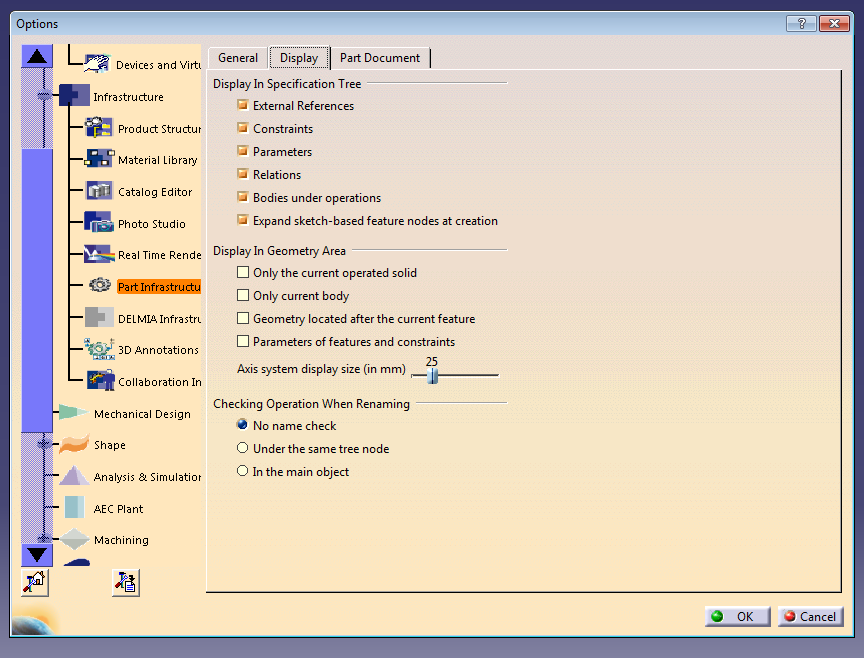 Options
Devices and Virtu
Infrastructure
Product Structur
Material Library
Catalog Editor
Photo Studio
Real Time Rende
Part Infrastructu
DELMIA Infrastru
3D Annotations
Collaboration In
Mechanical Design
Shape
Analysis & Simulation
AEC Plant
Machining
General Display Part Document
Display In Specification Tree
External References
Constraints
Parameters
Relations
Bodies under operations
Expand sketch-based feature nodes at creation
Display In Geometry Area
Only the current operated solid
Only current body
Geometry located after the current feature
Parameters of features and constraints
25
Axis system display size (in mm)
Checking Operation When Renaming
No name check
Under the same tree node
In the main object
OK Cancel